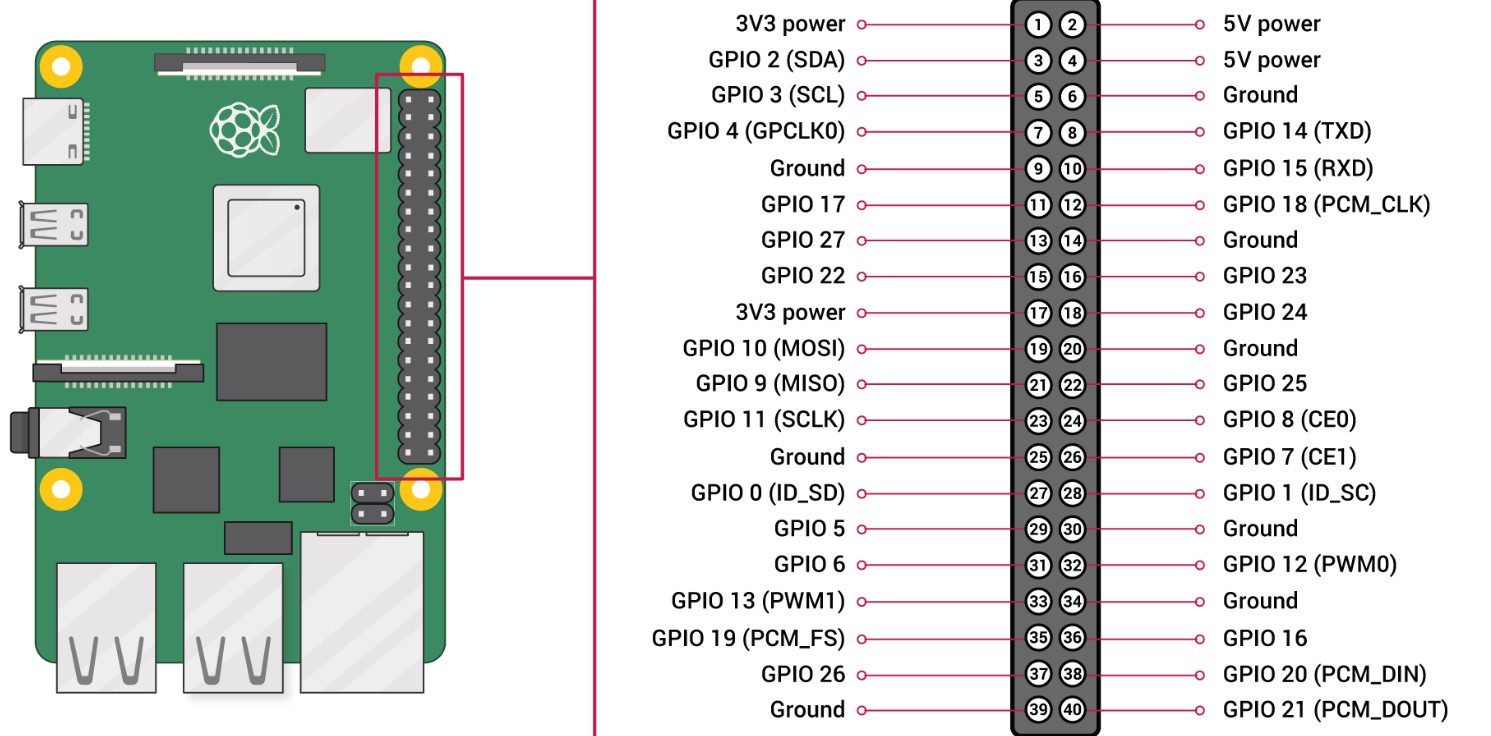 3V3 power 1 2 5V power
GPIO 2 (SDA) 3 4 5V power
GPIO 3 (SCL) 5 6 Ground
GPIO 4 (GPCLK0) 7 8 GPIO 14 (TXD)
Ground 9 10 GPIO 15 (RXD)
GPIO 17 11 12 GPIO 18 (PCM_CLK)
GPIO 27 13 14 Ground
GPIO 22 15 16 GPIO 23
3V3 power 17 18 GPIO 24
GPIO 10 (MOSI) 19 20 Ground
GPIO 9 (MISO) 21 22 GPIO 25
GPIO 11 (SCLK) 23 24 GPIO 8 (CE0)
Ground 25 26 GPIO 7 (CE1)
GPIO 0 (ID_SD) 27 28 GPIO 1 (ID_SC)
GPIO 5 29 30 Ground
GPIO 6 31 32 GPIO 12 (PWM0)
GPIO 13 (PWM1) 33 34 Ground
GPIO 19 (PCM_FS) 35 36 GPIO 16
GPIO 26 37 38 GPIO 20 (PCM_DIN)
Ground 39 40 GPIO 21 (PCM_DOUT)